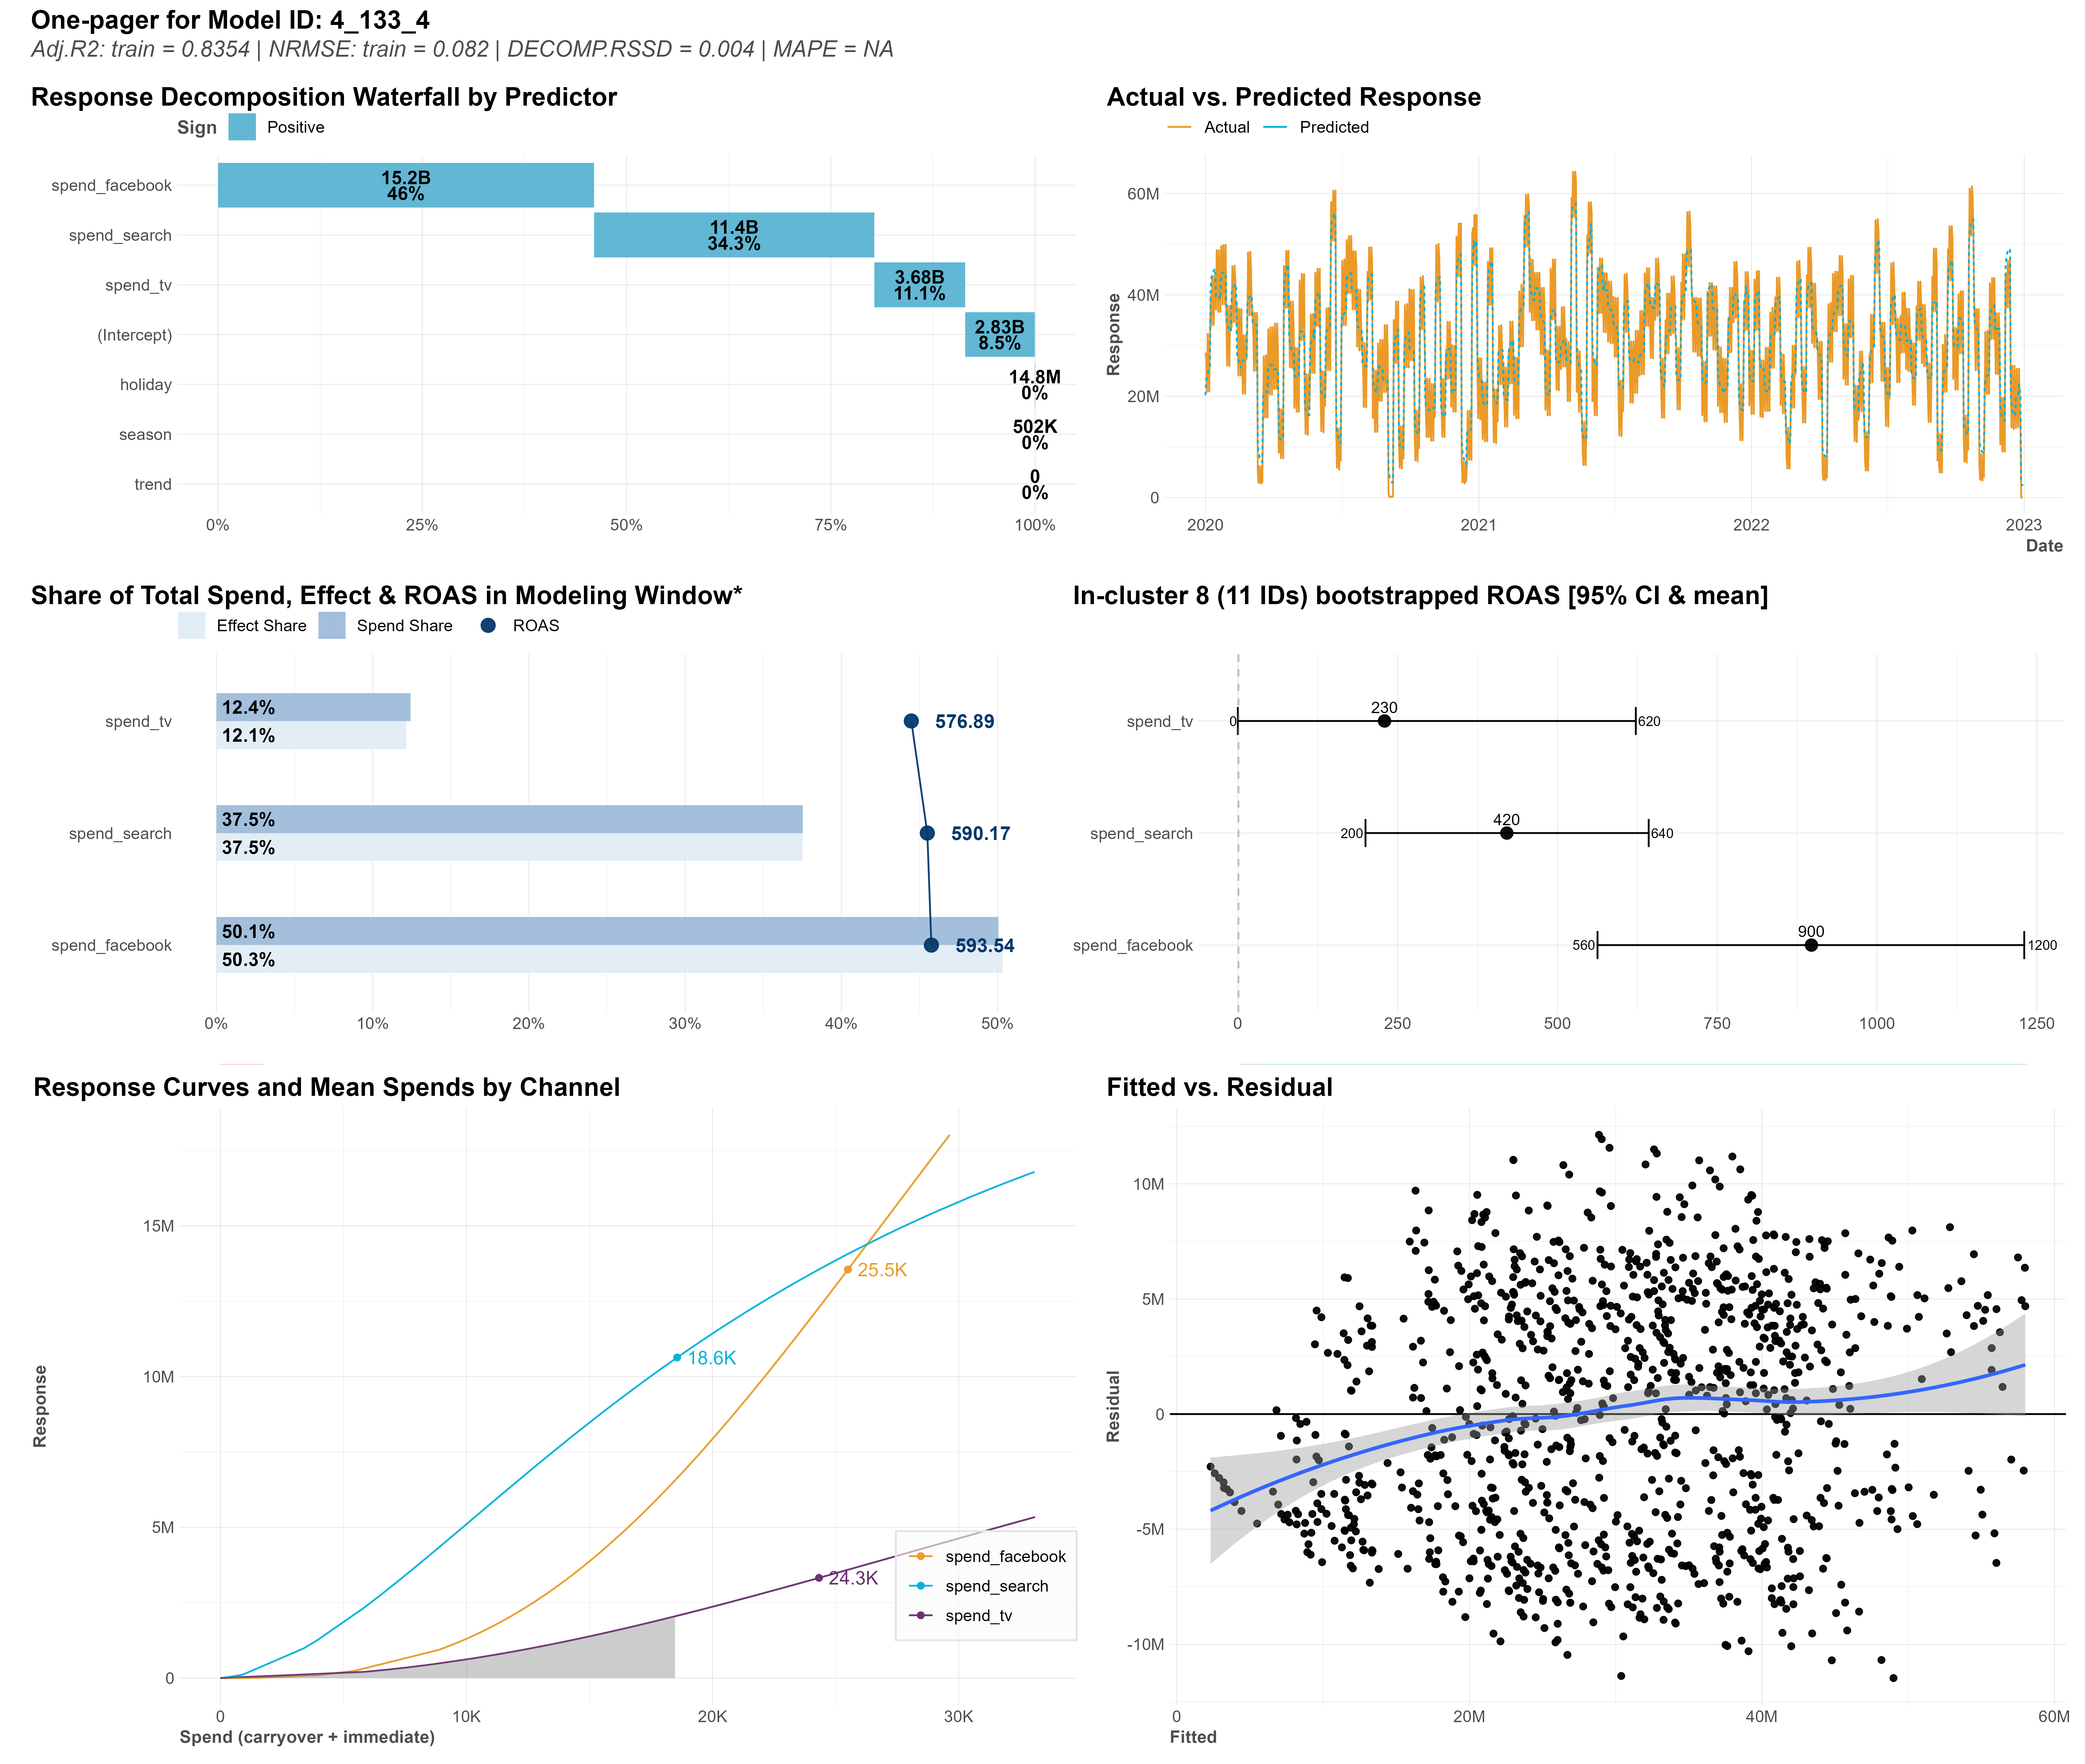 One-pager for Model ID: 4_133_4
Adj.R2: train = 0.8354 | NRMSE: train = 0.082 | DECOMP.RSSD = 0.004 | MAPE = NA
Response Decomposition Waterfall by Predictor
Sign Positive
spend_facebook
15.2B
46%
spend_search
11.4B
34.3%
spend_tv
3.68B
11.1%
(Intercept)
2.83B
8.5%
holiday
14.8M
0%
season
502K
0%
trend
0
0%
0% 25% 50% 75% 100%
Actual vs. Predicted Response
Actual Predicted
Response
60M
40M
20M
0
2020 2021 2022 2023
Date
Share of Total Spend, Effect & ROAS in Modeling Window*
Effect Share Spend Share ROAS
spend_tv
12.4%
12.1%
576.89
spend_search
37.5%
37.5%
590.17
spend_facebook
50.1%
50.3%
593.54
0% 10% 20% 30% 40% 50%
In-cluster 8 (11 IDs) bootstrapped ROAS [95% CI & mean]
spend_tv
0 230 620
spend_search
200 420 640
spend_facebook
560 900 1200
0 250 500 750 1000 1250
Response Curves and Mean Spends by Channel
Response
15M
10M
5M
0
25.5K
18.6K
24.3K
spend_facebook
spend_search
spend_tv
0 10K 20K 30K
Spend (carryover + immediate)
Fitted vs. Residual
Residual
10M
5M
0
-5M
-10M
0 20M 40M 60M
Fitted